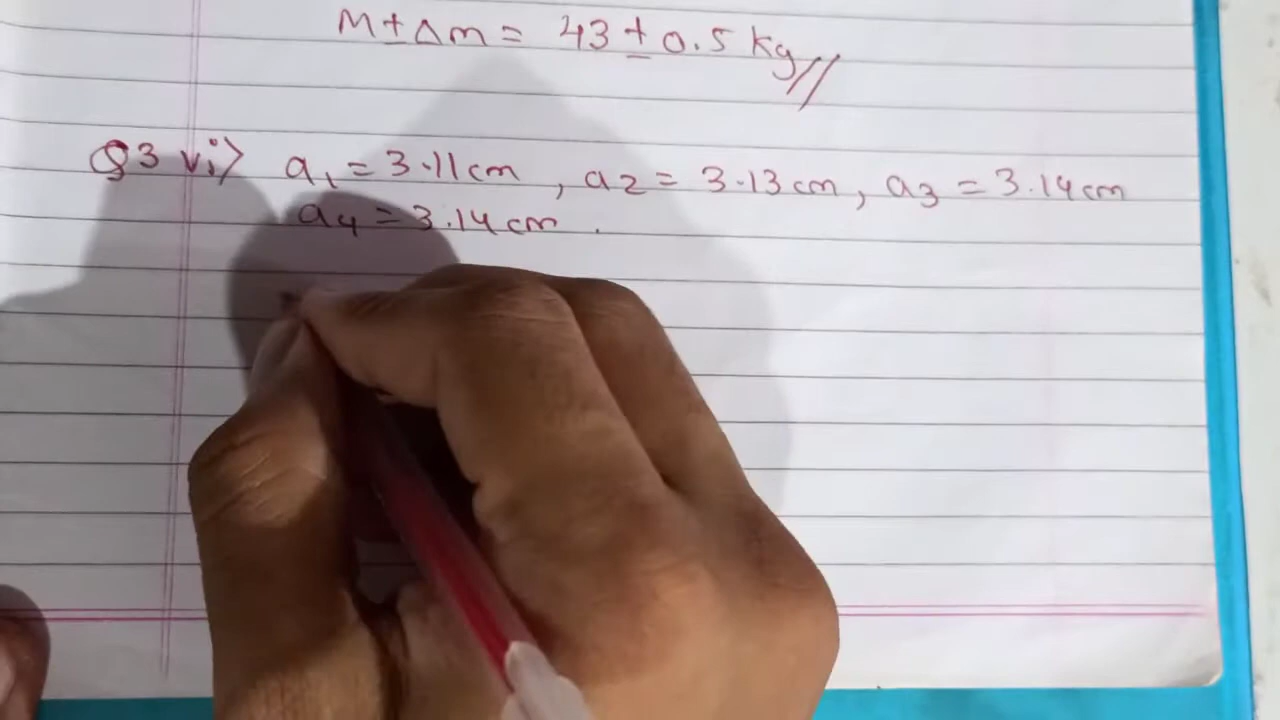 M ± Δm = 43 ± 0.5 kg //
Q3 vi> a₁ = 3.11 cm , a2 = 3.13 cm, a3 = 3.14 cm
a4 = 3.14 cm .